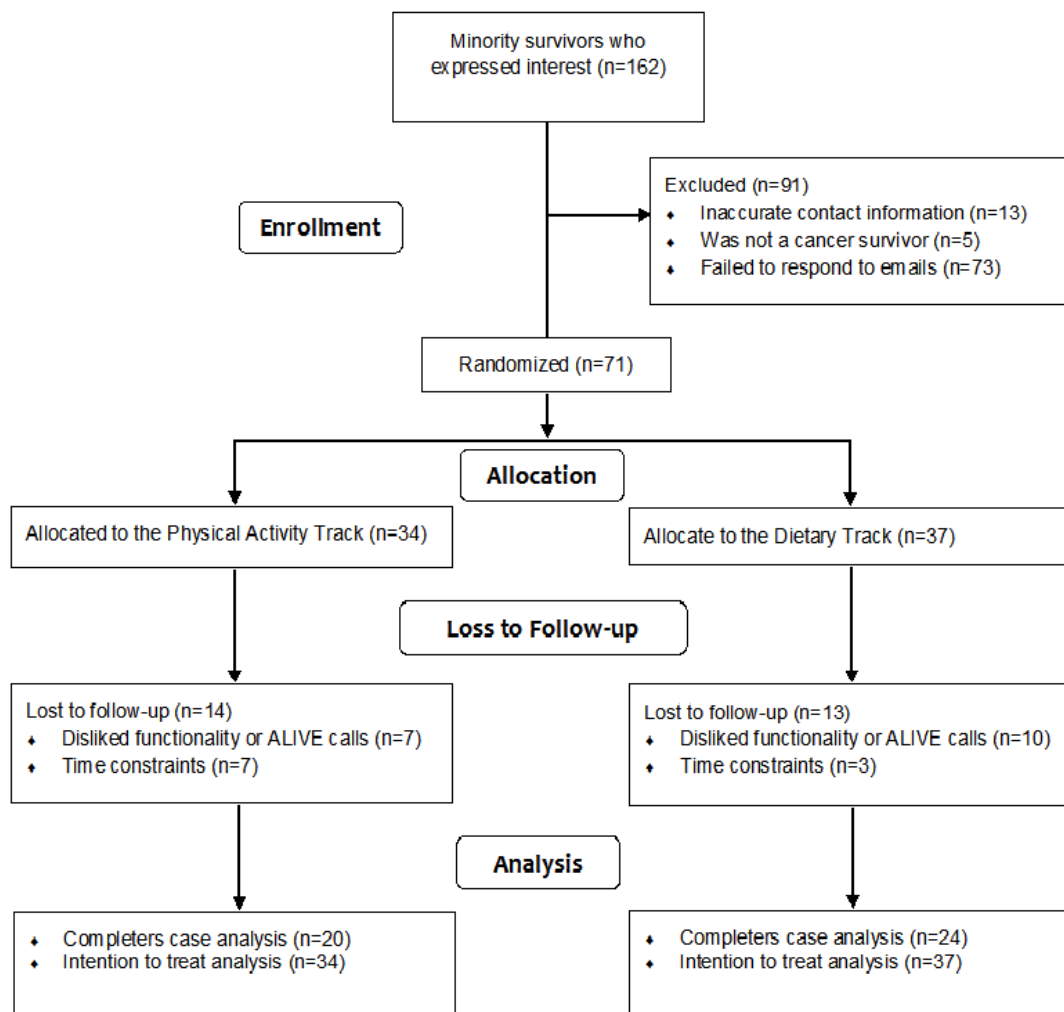 Minority survivors who
expressed interest (n=162)
Enrollment
Excluded (n=91)
Inaccurate contact information (n=13)
Was not a cancer survivor (n=5)
Failed to respond to emails (n=73)
Randomized (n=71)
Allocation
Allocated to the Physical Activity Track (n=34)
Allocate to the Dietary Track (n=37)
Loss to Follow-up
Lost to follow-up (n=14)
Disliked functionality or ALIVE calls (n=7)
Time constraints (n=7)
Lost to follow-up (n=13)
Disliked functionality or ALIVE calls (n=10)
Time constraints (n=3)
Analysis
Completers case analysis (n=20)
Intention to treat analysis (n=34)
Completers case analysis (n=24)
Intention to treat analysis (n=37)